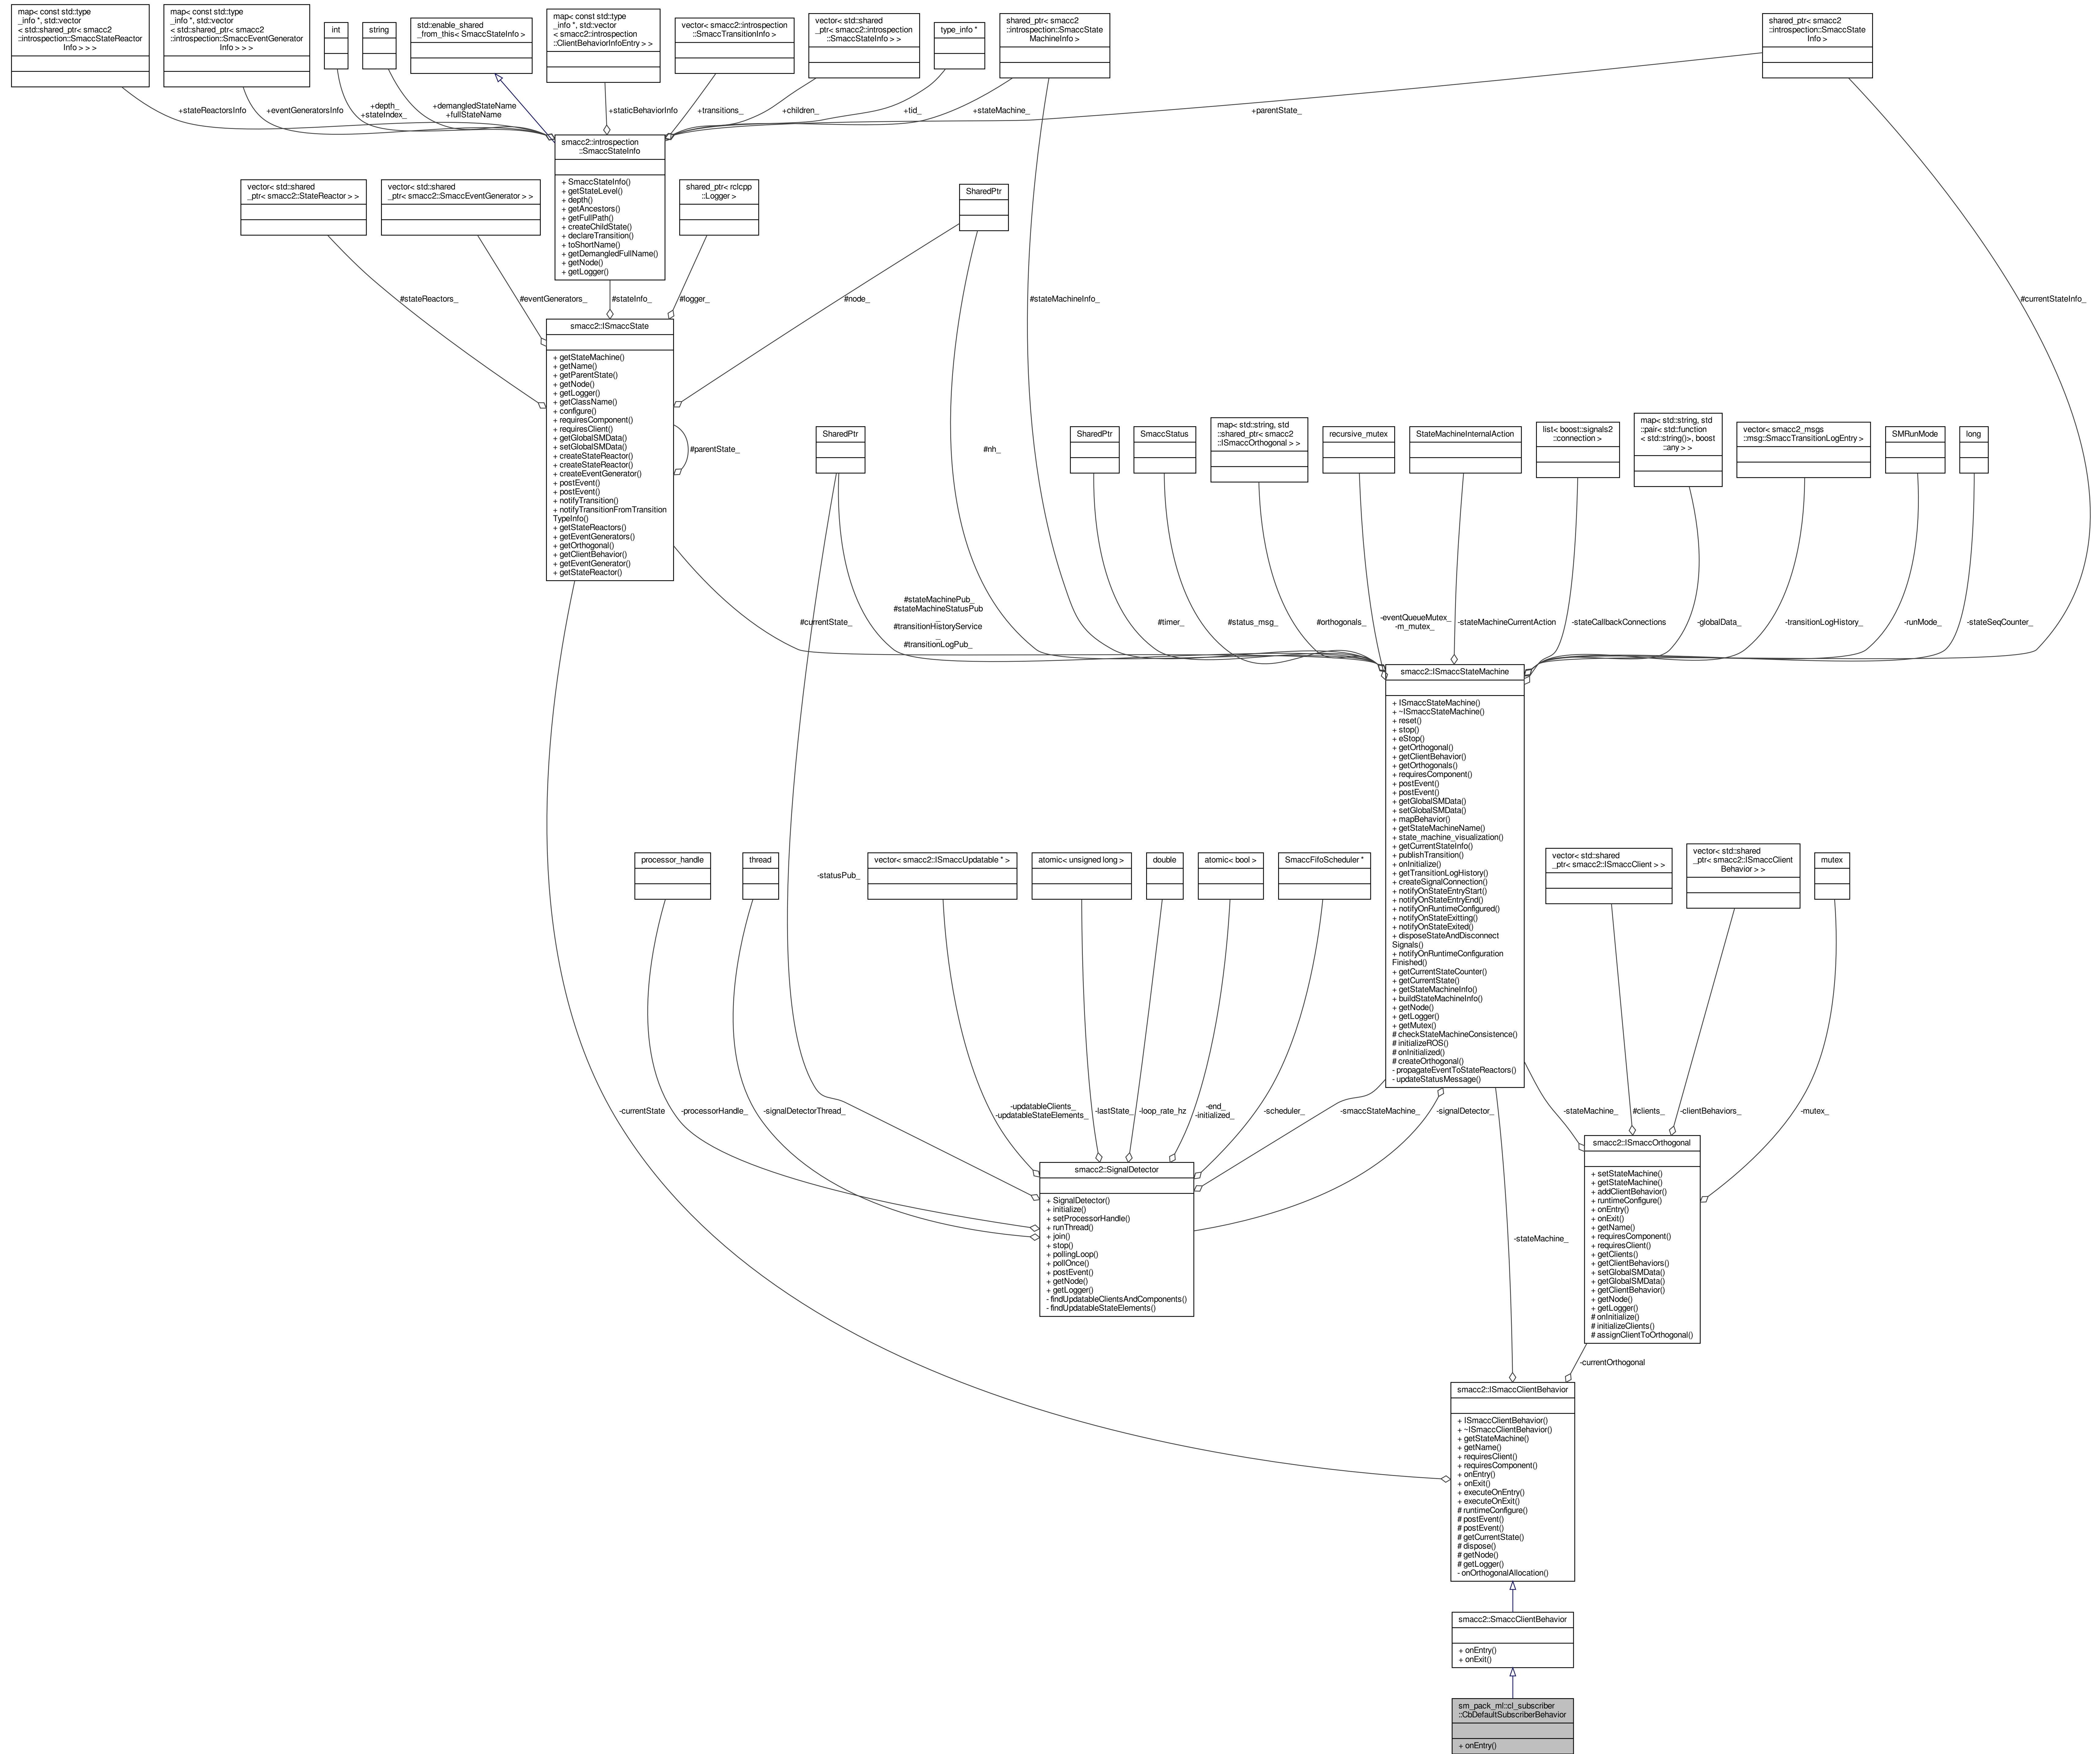 map< const std::type
_info *, std::vector
< std::shared_ptr< smacc2
::introspection::SmaccStateReactor
Info > > >
map< const std::type
_info *, std::vector
< std::shared_ptr< smacc2
::introspection::SmaccEventGenerator
Info > > >
int
string
std::enable_shared
_from_this< SmaccStateInfo >
map< const std::type
_info *, std::vector
< smacc2::introspection
::ClientBehaviorInfoEntry > >
vector< smacc2::introspection
::SmaccTransitionInfo >
vector< std::shared
_ptr< smacc2::introspection
::SmaccStateInfo > >
type_info *
shared_ptr< smacc2
::introspection::SmaccState
MachineInfo >
shared_ptr< smacc2
::introspection::SmaccState
Info >
+stateReactorsInfo
+eventGeneratorsInfo
+depth_
+stateIndex_
+demangledStateName
+fullStateName
+staticBehaviorInfo
+transitions_
+children_
+tid_
+stateMachine_
+parentState_
smacc2::introspection
::SmaccStateInfo
+ SmaccStateInfo()
+ getStateLevel()
+ depth()
+ getAncestors()
+ getFullPath()
+ createChildState()
+ declareTransition()
+ toShortName()
+ getDemangledFullName()
+ getNode()
+ getLogger()
vector< std::shared
_ptr< smacc2::StateReactor > >
vector< std::shared
_ptr< smacc2::SmaccEventGenerator > >
shared_ptr< rclcpp
::Logger >
SharedPtr
#stateReactors_
#eventGenerators_
#stateInfo_
#logger_
#node_
#stateMachineInfo_
#currentStateInfo_
smacc2::ISmaccState
+ getStateMachine()
+ getName()
+ getParentState()
+ getNode()
+ getLogger()
+ getClassName()
+ configure()
+ requiresComponent()
+ requiresClient()
+ getGlobalSMData()
+ setGlobalSMData()
+ createStateReactor()
+ createStateReactor()
+ createEventGenerator()
+ postEvent()
+ postEvent()
+ notifyTransition()
+ notifyTransitionFromTransition
TypeInfo()
+ getStateReactors()
+ getEventGenerators()
+ getOrthogonal()
+ getClientBehavior()
+ getEventGenerator()
+ getStateReactor()
#parentState_
#nh_
SharedPtr
SharedPtr
SmaccStatus
map< std::string, std
::shared_ptr< smacc2
::ISmaccOrthogonal > >
recursive_mutex
StateMachineInternalAction
list< boost::signals2
::connection >
map< std::string, std
::pair< std::function
< std::string()>, boost
::any > >
vector< smacc2_msgs
::msg::SmaccTransitionLogEntry >
SMRunMode
long
#currentState_
#stateMachinePub_
#stateMachineStatusPub
_
#transitionHistoryService
_
#transitionLogPub_
#timer_
#status_msg_
#orthogonals_
-eventQueueMutex_
-m_mutex_
-stateMachineCurrentAction
-stateCallbackConnections
-globalData_
-transitionLogHistory_
-runMode_
-stateSeqCounter_
smacc2::ISmaccStateMachine
+ ISmaccStateMachine()
+ ~ISmaccStateMachine()
+ reset()
+ stop()
+ eStop()
+ getOrthogonal()
+ getClientBehavior()
+ getOrthogonals()
+ requiresComponent()
+ postEvent()
+ postEvent()
+ getGlobalSMData()
+ setGlobalSMData()
+ mapBehavior()
+ getStateMachineName()
+ state_machine_visualization()
+ getCurrentStateInfo()
+ publishTransition()
+ onInitialize()
+ getTransitionLogHistory()
+ createSignalConnection()
+ notifyOnStateEntryStart()
+ notifyOnStateEntryEnd()
+ notifyOnRuntimeConfigured()
+ notifyOnStateExitting()
+ notifyOnStateExited()
+ disposeStateAndDisconnect
Signals()
+ notifyOnRuntimeConfiguration
Finished()
+ getCurrentStateCounter()
+ getCurrentState()
+ getStateMachineInfo()
+ buildStateMachineInfo()
+ getNode()
+ getLogger()
+ getMutex()
# checkStateMachineConsistence()
# initializeROS()
# onInitialized()
# createOrthogonal()
- propagateEventToStateReactors()
- updateStatusMessage()
processor_handle
thread
-statusPub_
vector< smacc2::ISmaccUpdatable * >
atomic< unsigned long >
double
atomic< bool >
SmaccFifoScheduler *
vector< std::shared
_ptr< smacc2::ISmaccClient > >
vector< std::shared
_ptr< smacc2::ISmaccClient
Behavior > >
mutex
-currentState
-processorHandle_
-signalDetectorThread_
-updatableClients_
-updatableStateElements_
-lastState_
-loop_rate_hz
-end_
-initialized_
-scheduler_
-smaccStateMachine_
-signalDetector_
-stateMachine_
#clients_
-clientBehaviors_
-mutex_
smacc2::SignalDetector
+ SignalDetector()
+ initialize()
+ setProcessorHandle()
+ runThread()
+ join()
+ stop()
+ pollingLoop()
+ pollOnce()
+ postEvent()
+ getNode()
+ getLogger()
- findUpdatableClientsAndComponents()
- findUpdatableStateElements()
-stateMachine_
smacc2::ISmaccOrthogonal
+ setStateMachine()
+ getStateMachine()
+ addClientBehavior()
+ runtimeConfigure()
+ onEntry()
+ onExit()
+ getName()
+ requiresComponent()
+ requiresClient()
+ getClients()
+ getClientBehaviors()
+ setGlobalSMData()
+ getGlobalSMData()
+ getClientBehavior()
+ getNode()
+ getLogger()
# onInitialize()
# initializeClients()
# assignClientToOrthogonal()
-currentOrthogonal
smacc2::ISmaccClientBehavior
+ ISmaccClientBehavior()
+ ~ISmaccClientBehavior()
+ getStateMachine()
+ getName()
+ requiresClient()
+ requiresComponent()
+ onEntry()
+ onExit()
+ executeOnEntry()
+ executeOnExit()
# runtimeConfigure()
# postEvent()
# postEvent()
# getCurrentState()
# dispose()
# getNode()
# getLogger()
- onOrthogonalAllocation()
smacc2::SmaccClientBehavior
+ onEntry()
+ onExit()
sm_pack_ml::cl_subscriber
::CbDefaultSubscriberBehavior
+ onEntry()